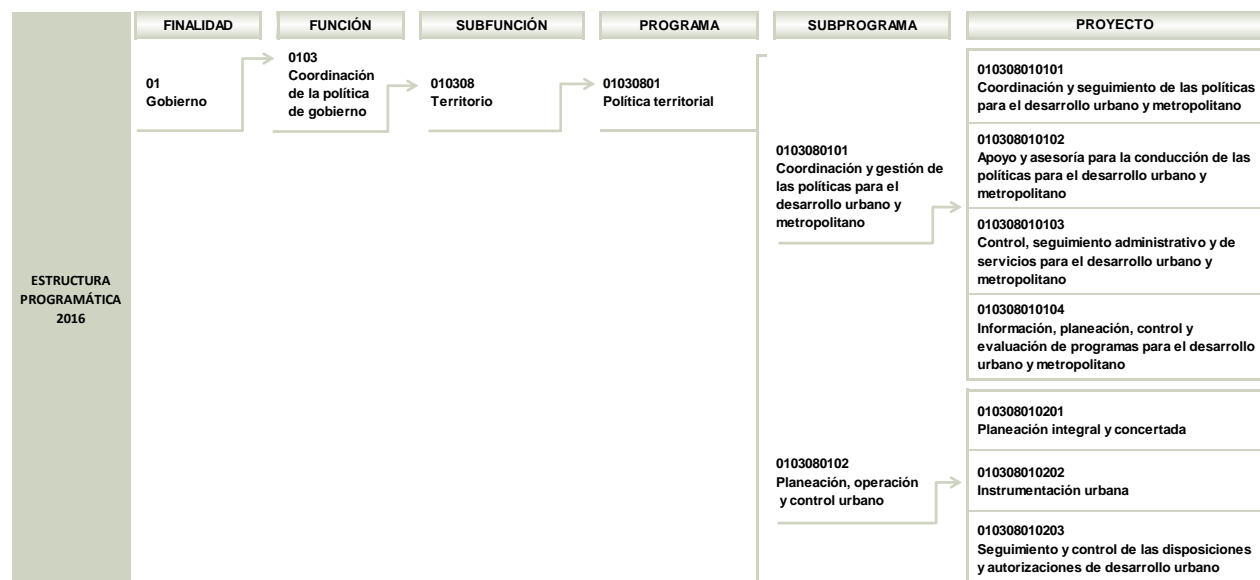 FINALIDAD
FUNCIÓN
SUBFUNCIÓN
PROGRAMA
SUBPROGRAMA
PROYECTO
ESTRUCTURA
PROGRAMÁTICA
2016
01
Gobierno
0103
Coordinación
de la política
de gobierno
010308
Territorio
01030801
Política territorial
0103080101
Coordinación y gestión de
las políticas para el
desarrollo urbano y
metropolitano
010308010101
Coordinación y seguimiento de las políticas
para el desarrollo urbano y metropolitano
010308010102
Apoyo y asesoría para la conducción de las
políticas para el desarrollo urbano y
metropolitano
010308010103
Control, seguimiento administrativo y de
servicios para el desarrollo urbano y
metropolitano
010308010104
Información, planeación, control y
evaluación de programas para el desarrollo
urbano y metropolitano
0103080102
Planeación, operación
y control urbano
010308010201
Planeación integral y concertada
010308010202
Instrumentación urbana
010308010203
Seguimiento y control de las disposiciones
y autorizaciones de desarrollo urbano